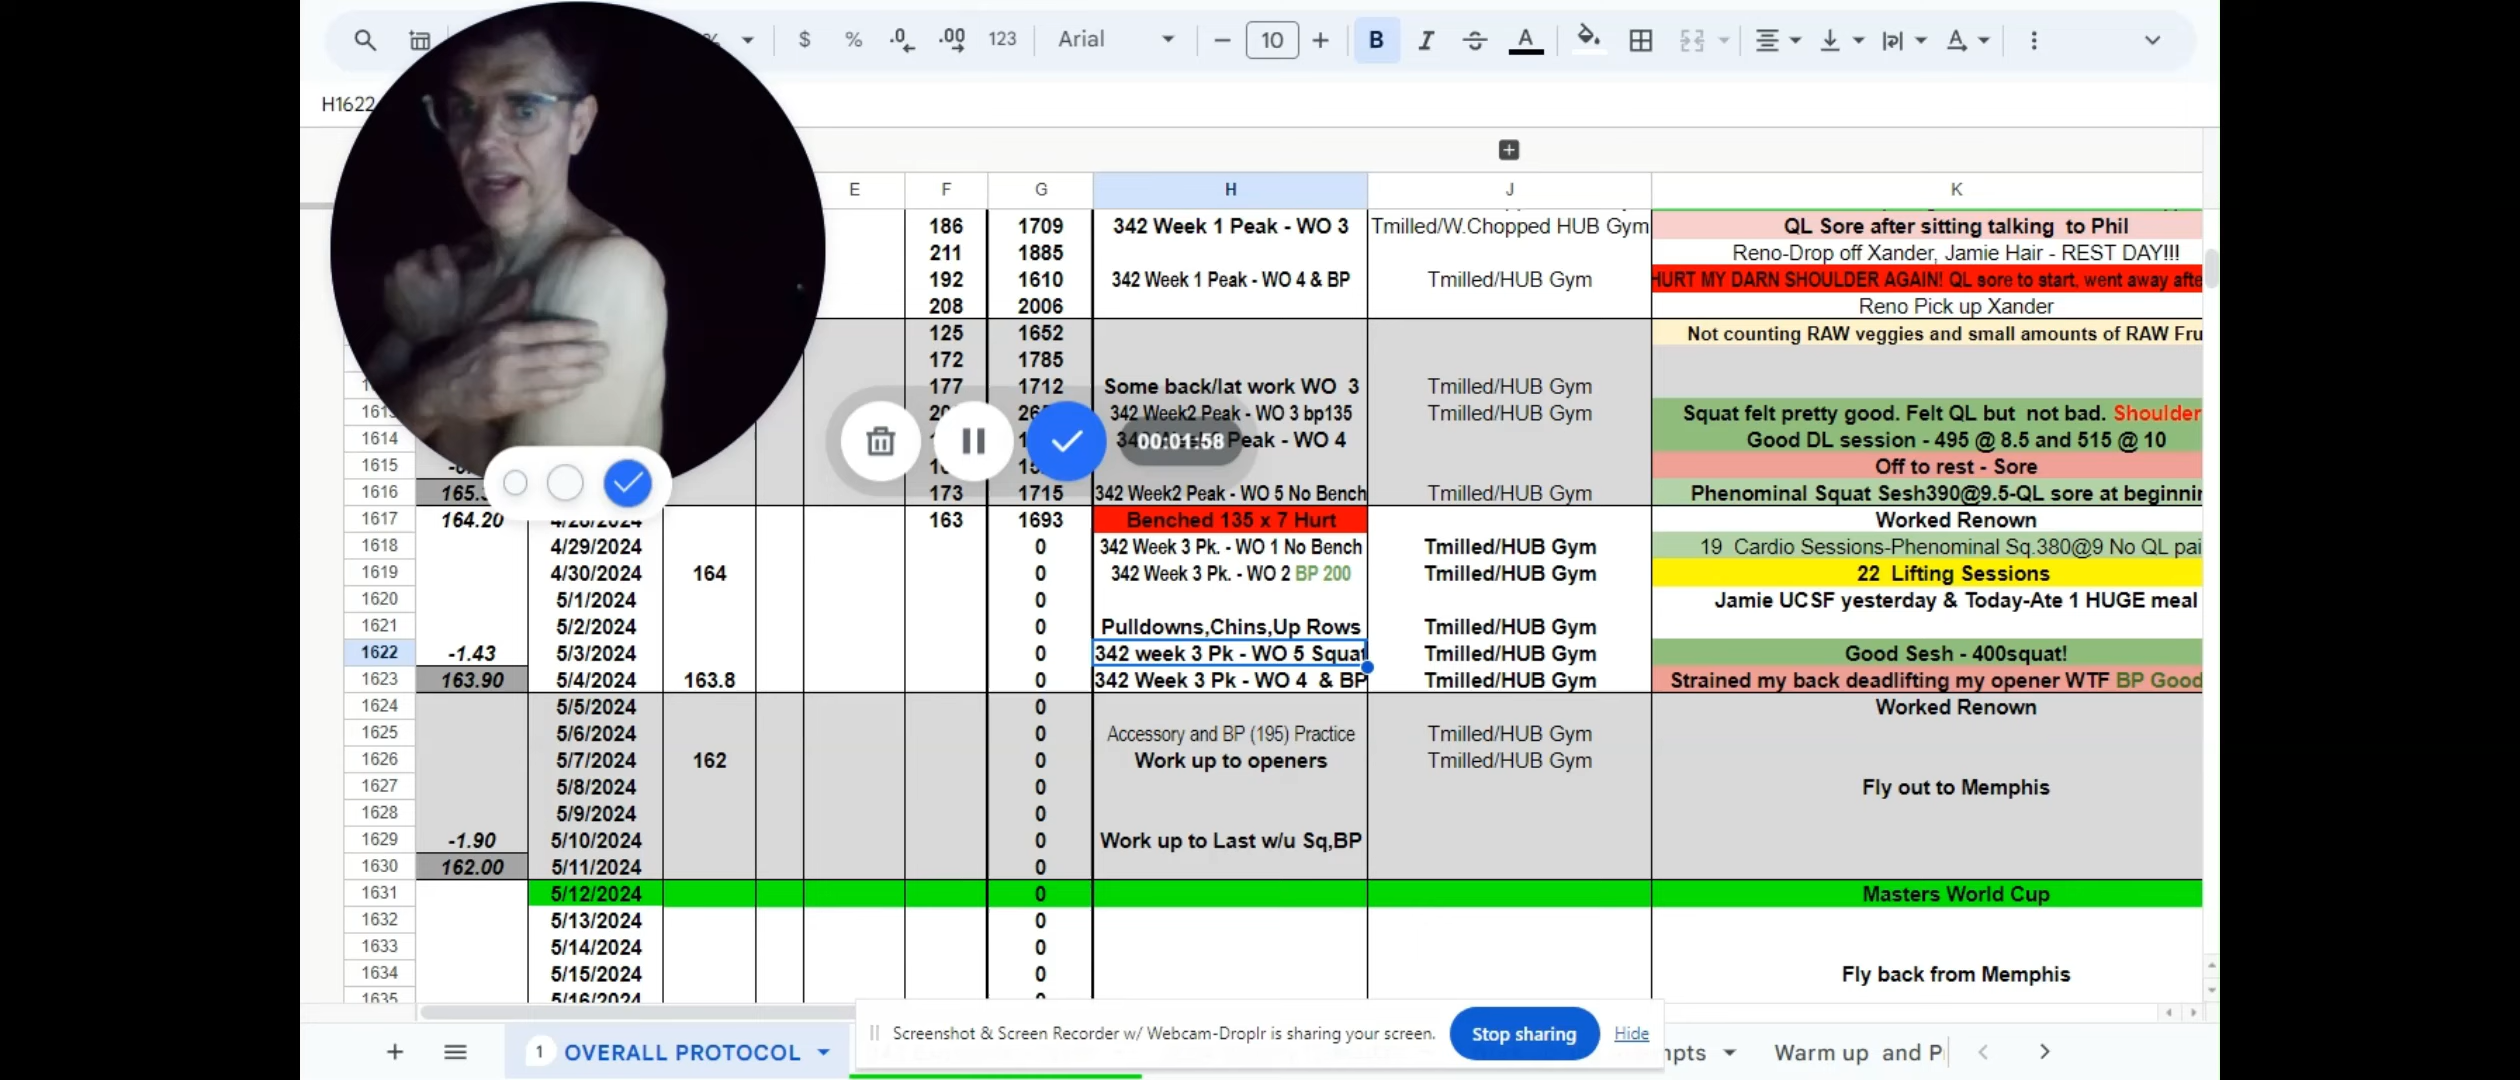 $ % .0 .00 123 Arial 10 B I A A
H1622
E F G H J K
186 1709 342 Week 1 Peak - WO 3 Tmilled/W.Chopped HUB Gym QL Sore after sitting talking to Phil
211 1885 Reno-Drop off Xander, Jamie Hair - REST DAY!!!
192 1610 342 Week 1 Peak - WO 4 & BP Tmilled/HUB Gym HURT MY DARN SHOULDER AGAIN! QL sore to start, went away afte
208 2006 Reno Pick up Xander
125 1652 Not counting RAW veggies and small amounts of RAW Fru
172 1785
177 1712 Some back/lat work WO 3 Tmilled/HUB Gym
342 Week2 Peak - WO 3 bp135 Tmilled/HUB Gym Squat felt pretty good. Felt QL but not bad. Shoulder
1614 Peak - WO 4 Good DL session - 495 @ 8.5 and 515 @ 10
00:01:58
1615 Off to rest - Sore
1616 173 1715 342 Week2 Peak - WO 5 No Bench Tmilled/HUB Gym Phenominal Squat Sesh390@9.5-QL sore at beginnin
1617 164.20 4/28/2024 163 1693 Benched 135 x 7 Hurt Worked Renown
1618 4/29/2024 0 342 Week 3 Pk. - WO 1 No Bench Tmilled/HUB Gym 19 Cardio Sessions-Phenominal Sq.380@9 No QL pai
1619 4/30/2024 164 0 342 Week 3 Pk. - WO 2 BP 200 Tmilled/HUB Gym 22 Lifting Sessions
1620 5/1/2024 0 Jamie UCSF yesterday & Today-Ate 1 HUGE meal
1621 5/2/2024 0 Pulldowns,Chins,Up Rows Tmilled/HUB Gym
1622 -1.43 5/3/2024 0 342 week 3 Pk - WO 5 Squat Tmilled/HUB Gym Good Sesh - 400squat!
1623 163.90 5/4/2024 163.8 0 342 Week 3 Pk - WO 4 & BP Tmilled/HUB Gym Strained my back deadlifting my opener WTF BP Good
1624 5/5/2024 0 Worked Renown
1625 5/6/2024 0 Accessory and BP (195) Practice Tmilled/HUB Gym
1626 5/7/2024 162 0 Work up to openers Tmilled/HUB Gym
1627 5/8/2024 0 Fly out to Memphis
1628 5/9/2024 0
1629 -1.90 5/10/2024 0 Work up to Last w/u Sq,BP
1630 162.00 5/11/2024 0
1631 5/12/2024 0 Masters World Cup
1632 5/13/2024 0
1633 5/14/2024 0
1634 5/15/2024 0 Fly back from Memphis
1635 5/16/2024 0
Screenshot & Screen Recorder w/ Webcam-Droplr is sharing your screen. Stop sharing Hide
1 OVERALL PROTOCOL mpts Warm up and P